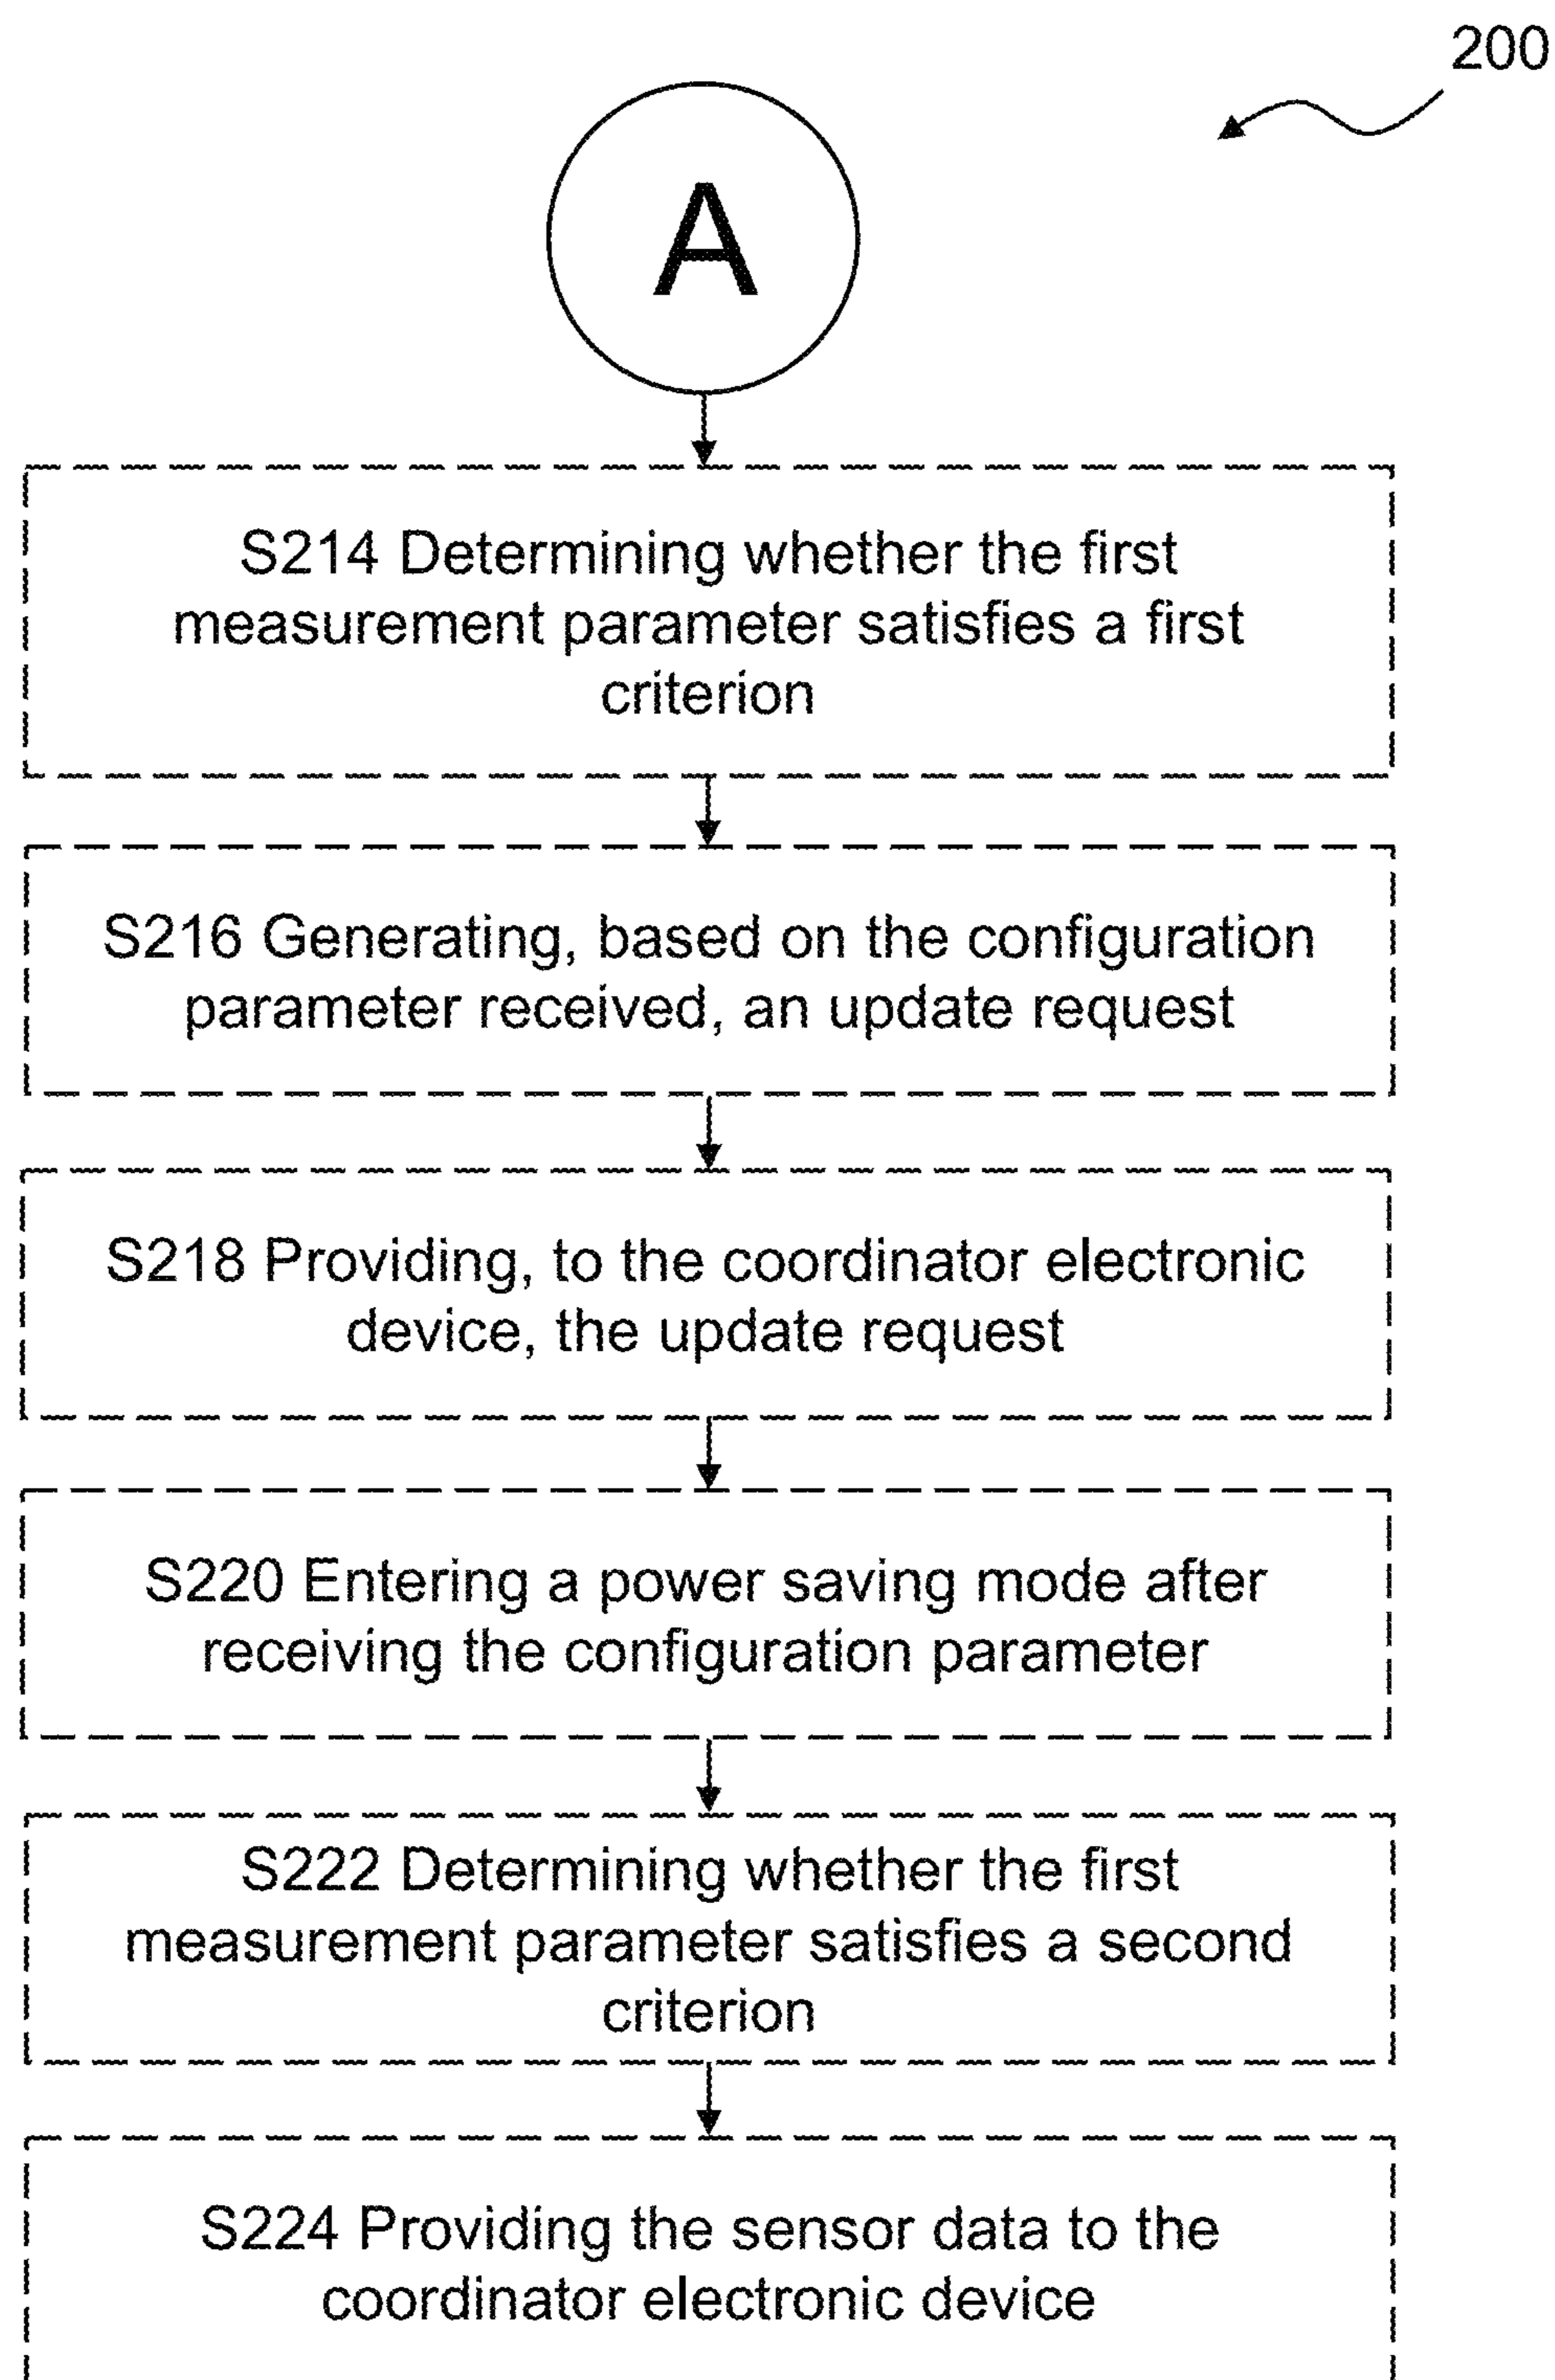 200
A
S214 Determining whether the first
measurement parameter satisfies a first
criterion
S216 Generating, based on the configuration
parameter received, an update request
S218 Providing, to the coordinator electronic
device, the update request
S220 Entering a power saving mode after
receiving the configuration parameter
S222 Determining whether the first
measurement parameter satisfies a second
criterion
S224 Providing the sensor data to the
coordinator electronic device